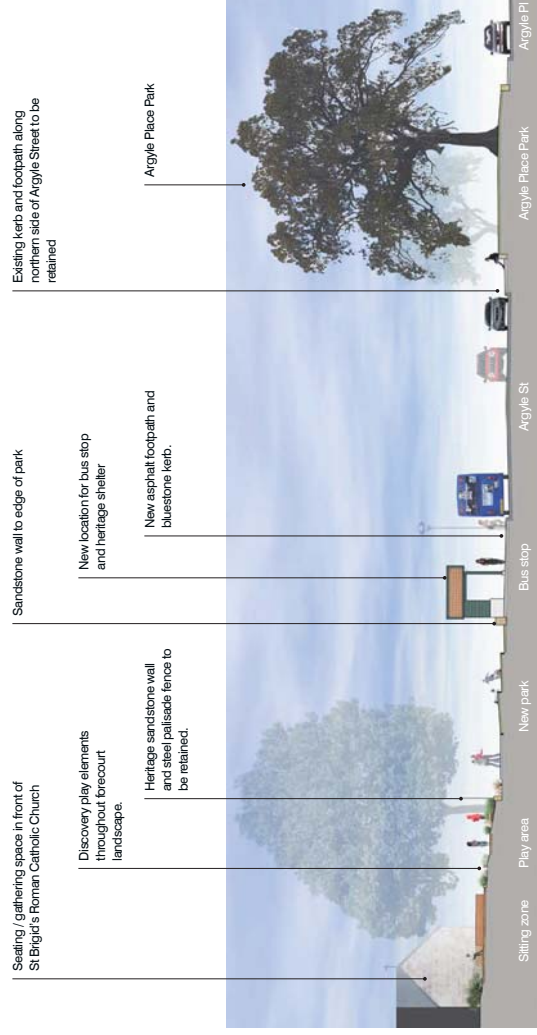 Seating / gathering space in front of
St Brigid's Roman Catholic Church
Discovery play elements
throughout forecourt
landscape.
Heritage sandstone wall
and steel palisade fence to
be retained.
Sandstone wall to edge of park
New location for bus stop
and heritage shelter
New asphalt footpath and
bluestone kerb.
Existing kerb and footpath along
northern side of Argyle Street to be
retained
Argyle Place Park
Sitting zone
Play area
New park
Bus stop
Argyle St
Argyle Place Park
Argyle Pl